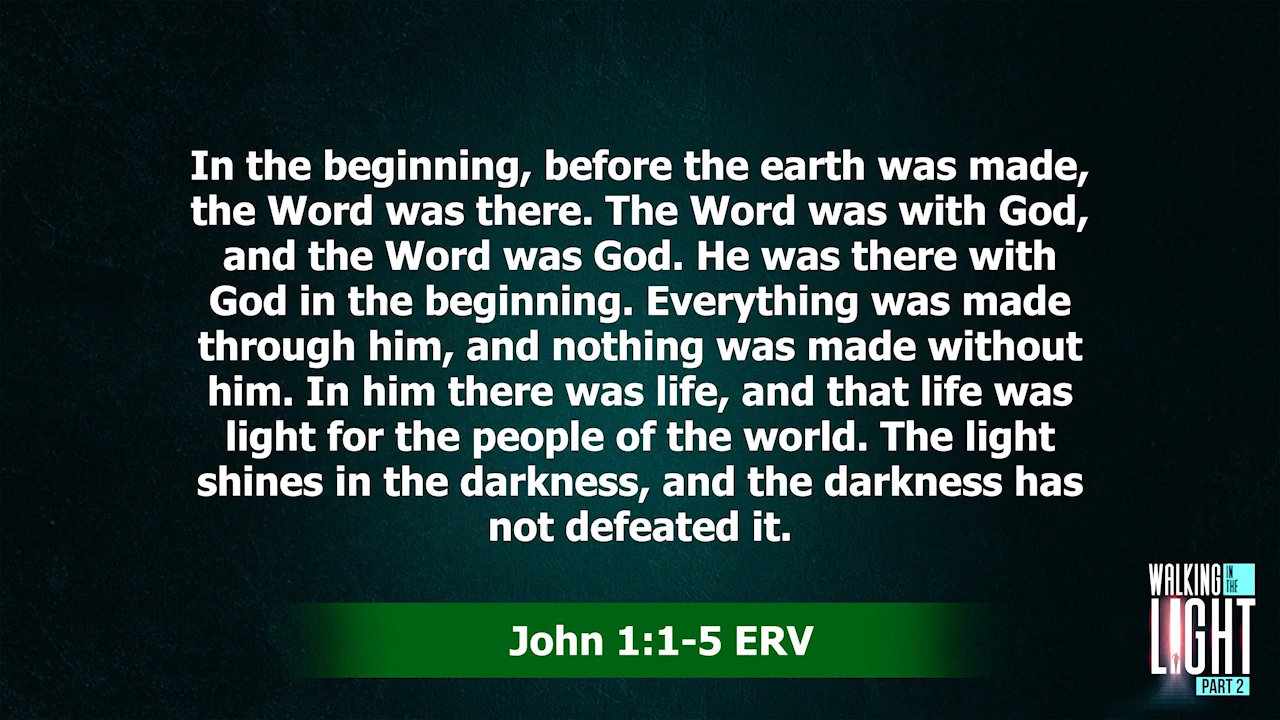 In the beginning, before the earth was made,
the Word was there. The Word was with God,
and the Word was God. He was there with
God in the beginning. Everything was made
through him, and nothing was made without
him. In him there was life, and that life was
light for the people of the world. The light
shines in the darkness, and the darkness has
not defeated it.
John 1:1-5 ERV
WALKING IN THE
LIGHT
PART 2